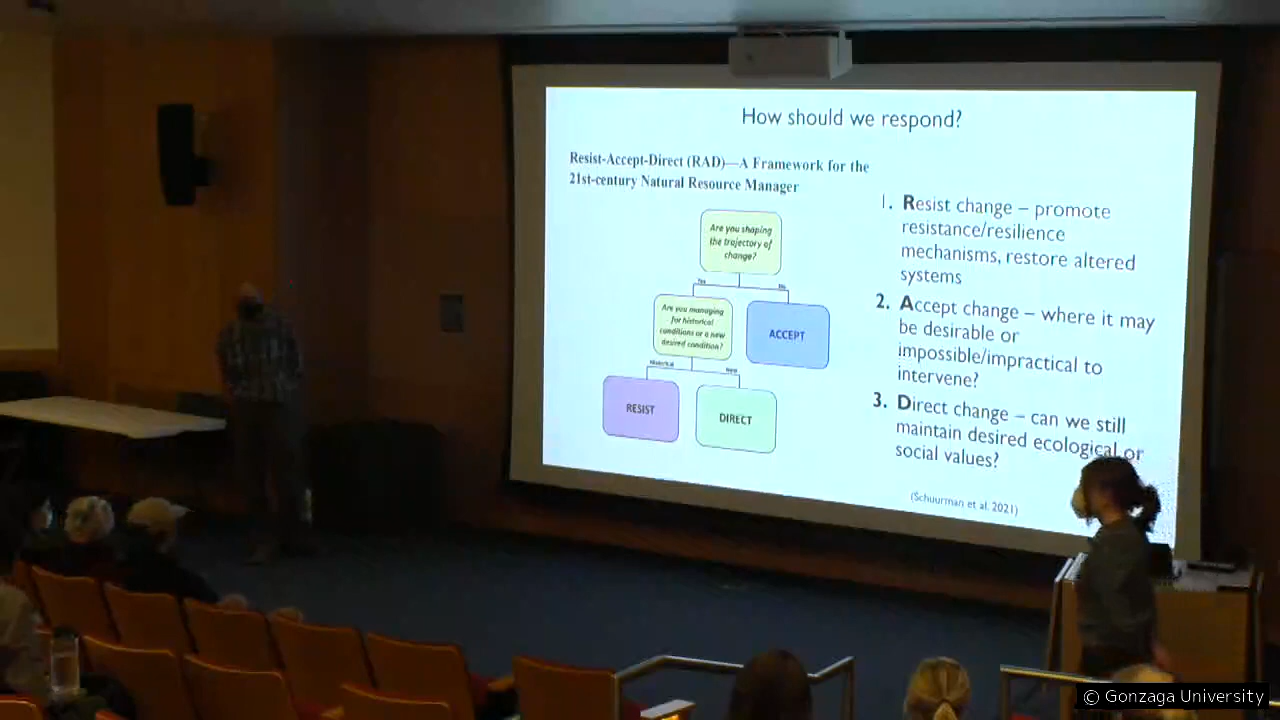 How should we respond?
Resist-Accept-Direct (RAD)—A Framework for the
21st-century Natural Resource Manager
Are you shaping
the trajectory of
change?
Yes
No
Are you managing
for historical
conditions or a new
desired condition?
ACCEPT
Historical
New
RESIST
DIRECT
1. Resist change – promote
resistance/resilience
mechanisms, restore altered
systems
2. Accept change – where it may
be desirable or
impossible/impractical to
intervene?
3. Direct change – can we still
maintain desired ecological or
social values?
(Schuurman et al. 2021)
© Gonzaga University